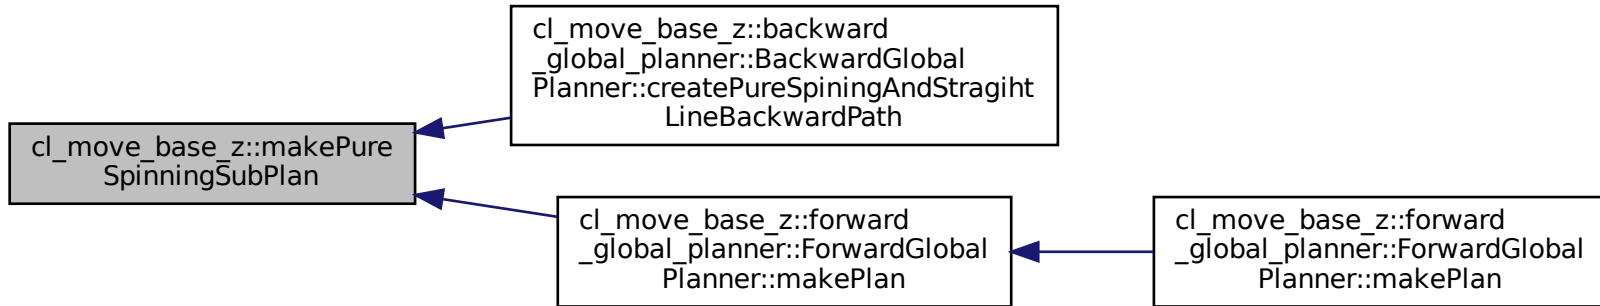 cl_move_base_z::makePure
SpinningSubPlan
cl_move_base_z::backward
_global_planner::BackwardGlobal
Planner::createPureSpiningAndStragiht
LineBackwardPath
cl_move_base_z::forward
_global_planner::ForwardGlobal
Planner::makePlan
cl_move_base_z::forward
_global_planner::ForwardGlobal
Planner::makePlan